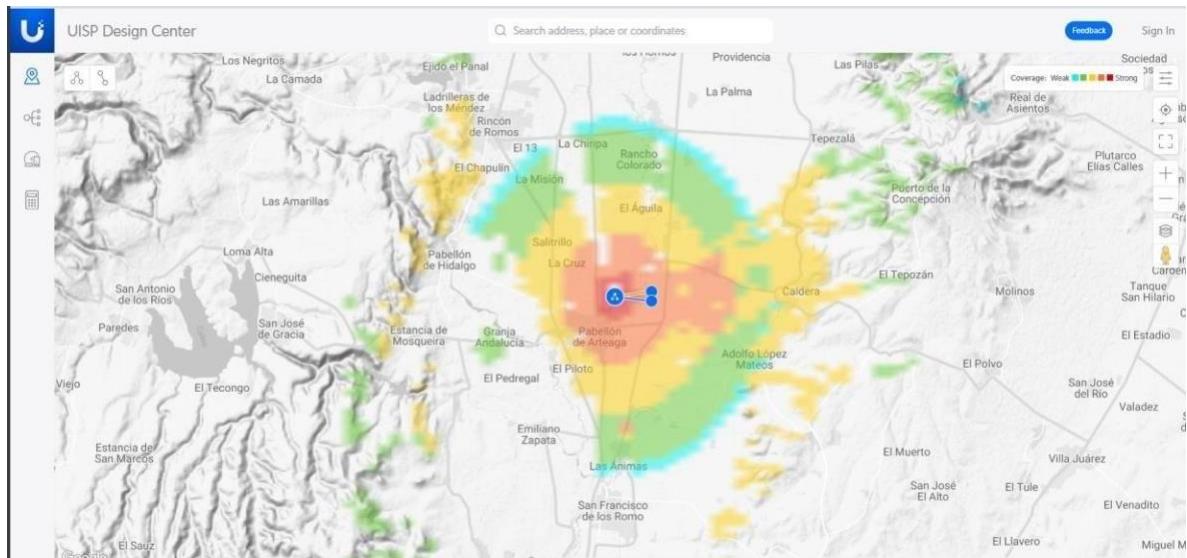 UISP Design Center
Search address, place or coordinates
Feedback
Sign In
Los Negritos
La Camada
Ejido el Panal
Providencia
Las Pilas
Sociedad
Coverage: Weak
Strong
Ladrilleras de
los Méndez
La Palma
Real de
Asientos
Rincón
de Romos
El 13
La Chiripa
Rancho
Colorado
Tepezalá
Plutarco
Elías Calles
El Chapulín
La Misión
Puerto de la
Concepción
Las Amarillas
El Águila
Loma Alta
Salitrillo
La Cruz
Pabellón
de Hidalgo
Cieneguita
San Antonio
de los Ríos
El Tepozán
Molinos
Caldera
Tanque
San Hilario
Paredes
San José
de Gracia
Estancia de
Mosqueira
Granja
Andalucía
Pabellón
de Arteaga
El Estadio
Adolfo López
Mateos
El Polvo
El Piloto
El Pedregal
Viejo
El Tecongo
San José
del Río
Valadez
Emiliano
Zapata
Estancia de
San Marcos
El Muerto
Villa Juárez
Las Ánimas
San José
El Alto
El Tule
San Francisco
de los Romo
El Venadito
El Sauz
El Llavero
Miguel
Google